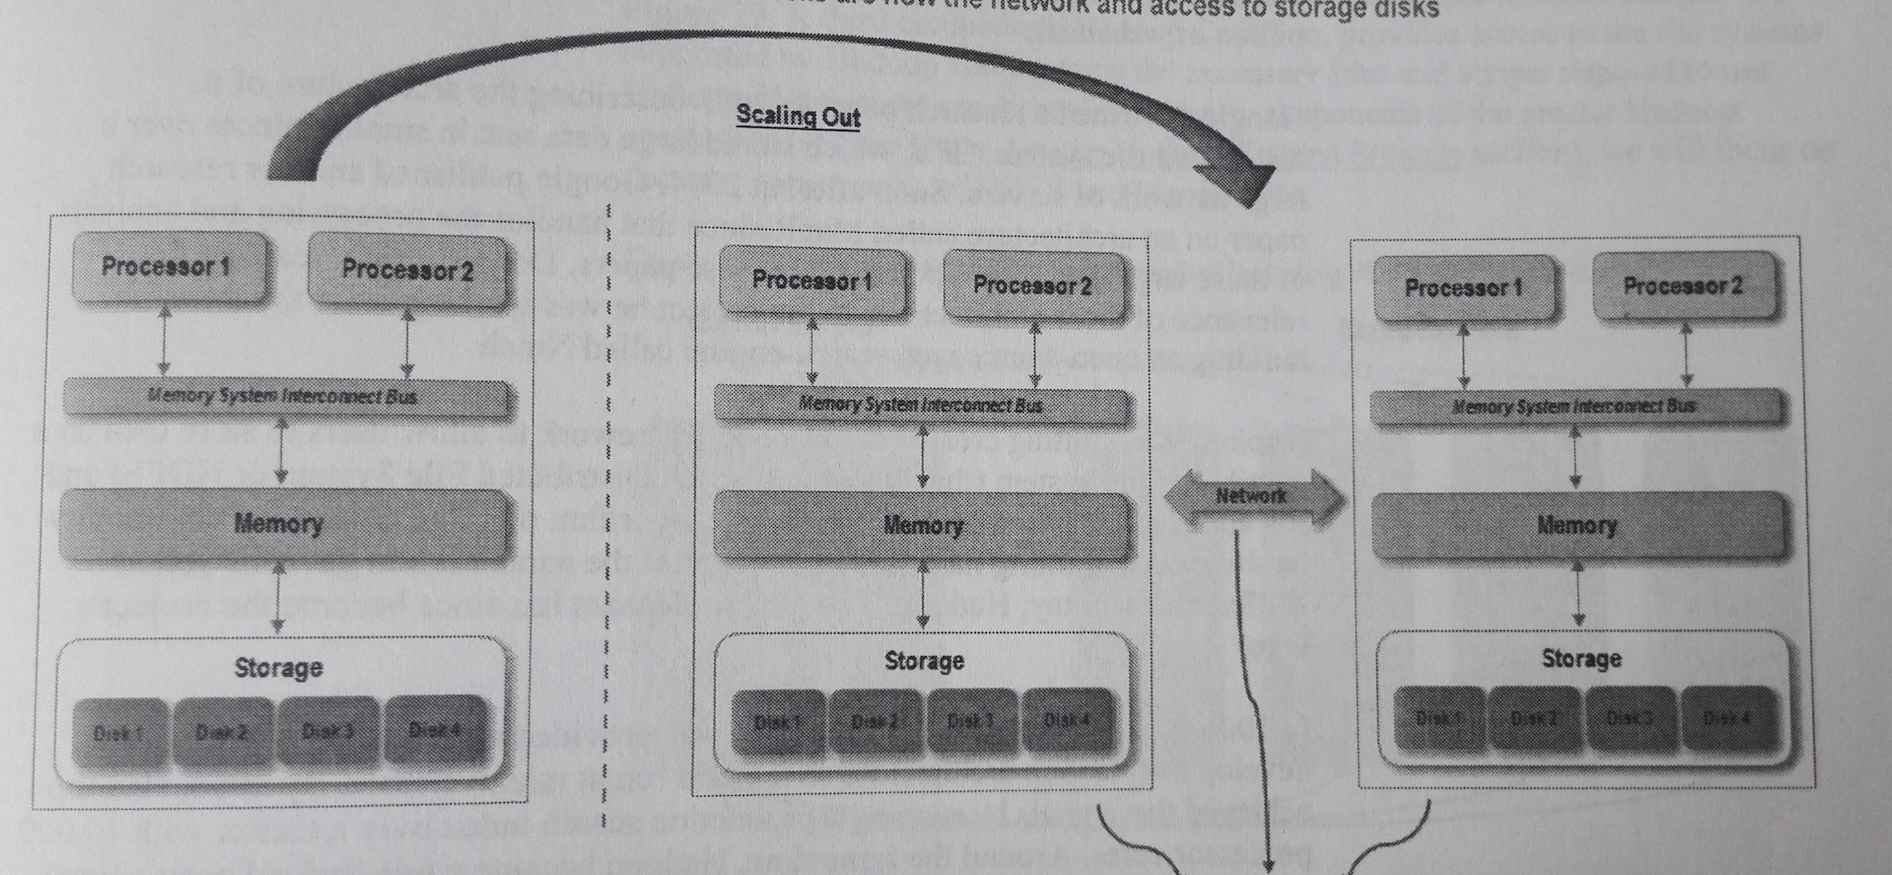 now the network and access to storage disks
Scaling Out
Processor 1
Processor 2
Memory System Interconnect Bus
Memory
Storage
Disk 1
Disk 2
Disk 3
Disk 4
Processor 1
Processor 2
Memory System Interconnect Bus
Memory
Storage
Disk 1
Disk 2
Disk 3
Disk 4
Network
Processor 1
Processor 2
Memory System Interconnect Bus
Memory
Storage
Disk 1
Disk 2
Disk 3
Disk 4